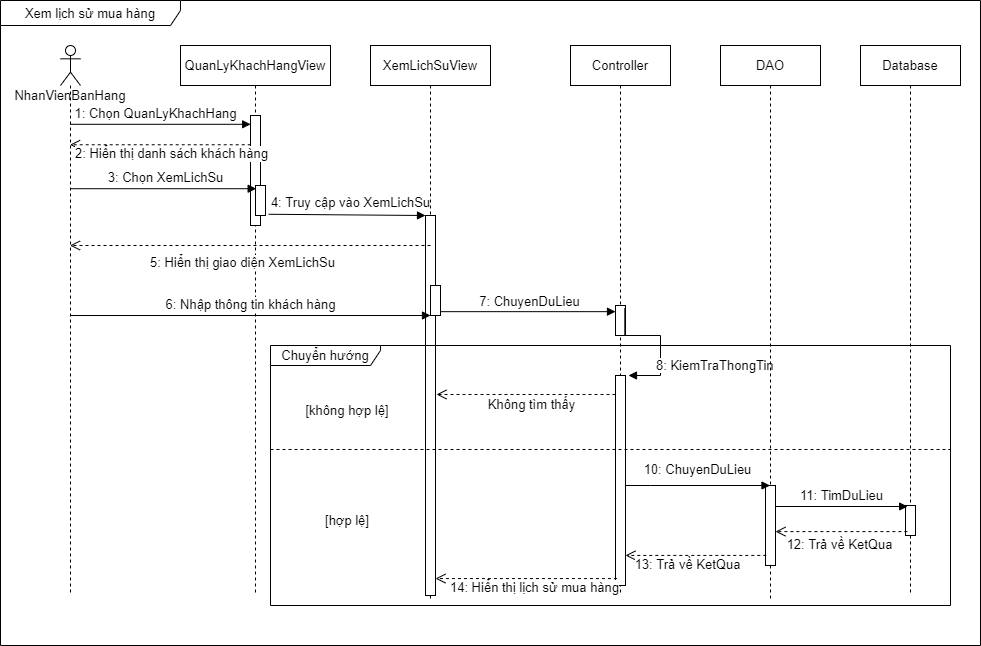 Xem lịch sử mua hàng
QuanLyKhachHangView
XemLichSuView
Controller
DAO
Database
NhanVienBanHang
1: Chọn QuanLyKhachHang
2: Hiển thị danh sách khách hàng
3: Chọn XemLichSu
4: Truy cập vào XemLichSu
5: Hiển thị giao diện XemLichSu
6: Nhập thông tin khách hàng
7: ChuyenDuLieu
Chuyển hướng
8: KiemTraThongTin
Không tìm thấy
[không hợp lệ]
10: ChuyenDuLieu
11: TimDuLieu
[hợp lệ]
12: Trả về KetQua
13: Trả về KetQua
14: Hiển thị lịch sử mua hàng